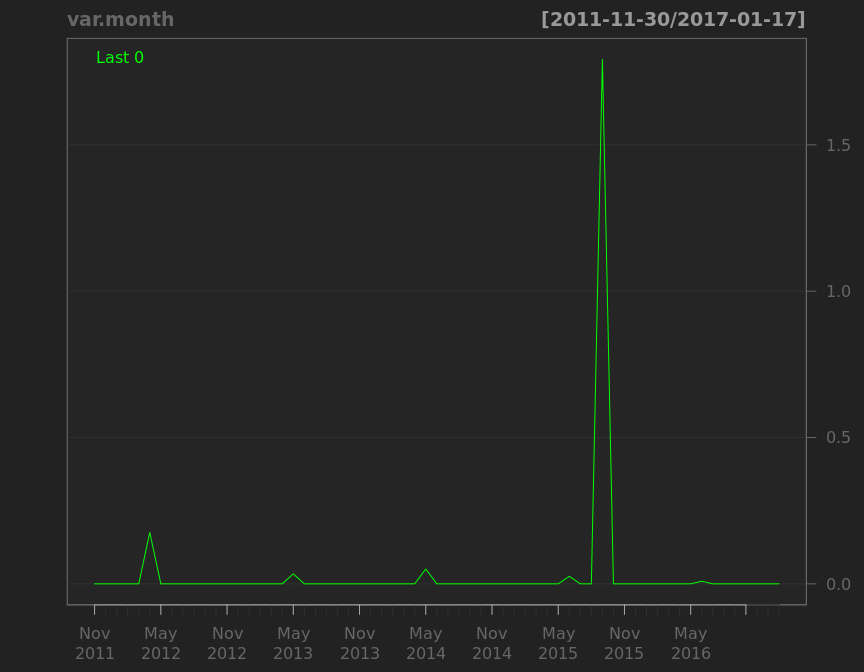 var.month [2011-11-30/2017-01-17]
Last 0
1.5
1.0
0.5
0.0
Nov May Nov May Nov May Nov May Nov May
2011 2012 2012 2013 2013 2014 2014 2015 2015 2016